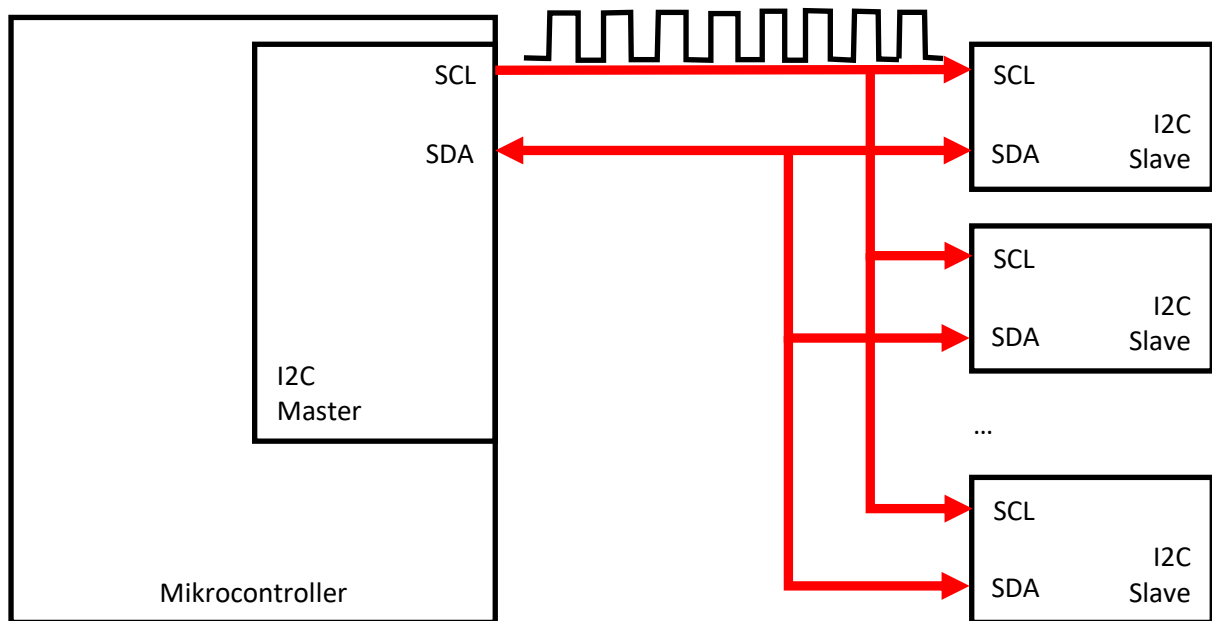 SCL
SDA
I2C
Master
Mikrocontroller
SCL
I2C
SDA
Slave
SCL
I2C
SDA
Slave
...
SCL
I2C
SDA
Slave